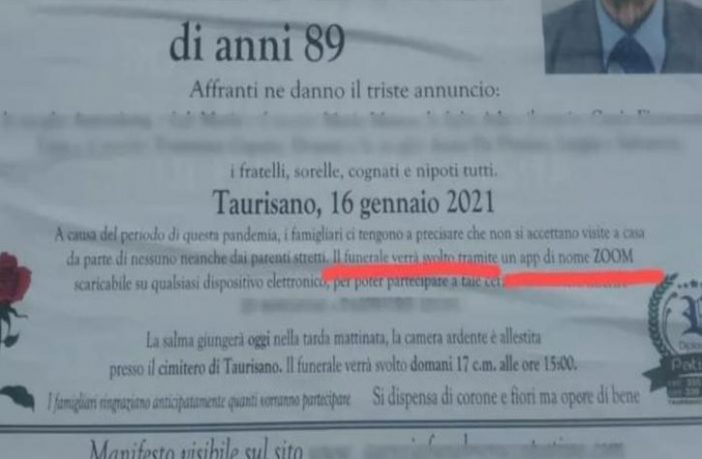 di anni 89
Affranti ne danno il triste annuncio:
i fratelli, sorelle, cognati e nipoti tutti.
Taurisano, 16 gennaio 2021
A causa del periodo di questa pandemia, i famigliari ci tengono a precisare che non si accettano visite a casa
da parte di nessuno neanche dai parenti stretti. Il funerale verrà svolto tramite un app di nome ZOOM
scaricabile su qualsiasi dispositivo elettronico, per poter partecipare a tale
La salma giungerà oggi nella tarda mattinata, la camera ardente è allestita
presso il cimitero di Taurisano. Il funerale verrà svolto domani 17 c.m. alle ore 15:00.
I famigliari ringraziano anticipatamente quanti vorranno partecipare Si dispensa di corone e fiori ma opere di bene
Manifesto visibile sul sito